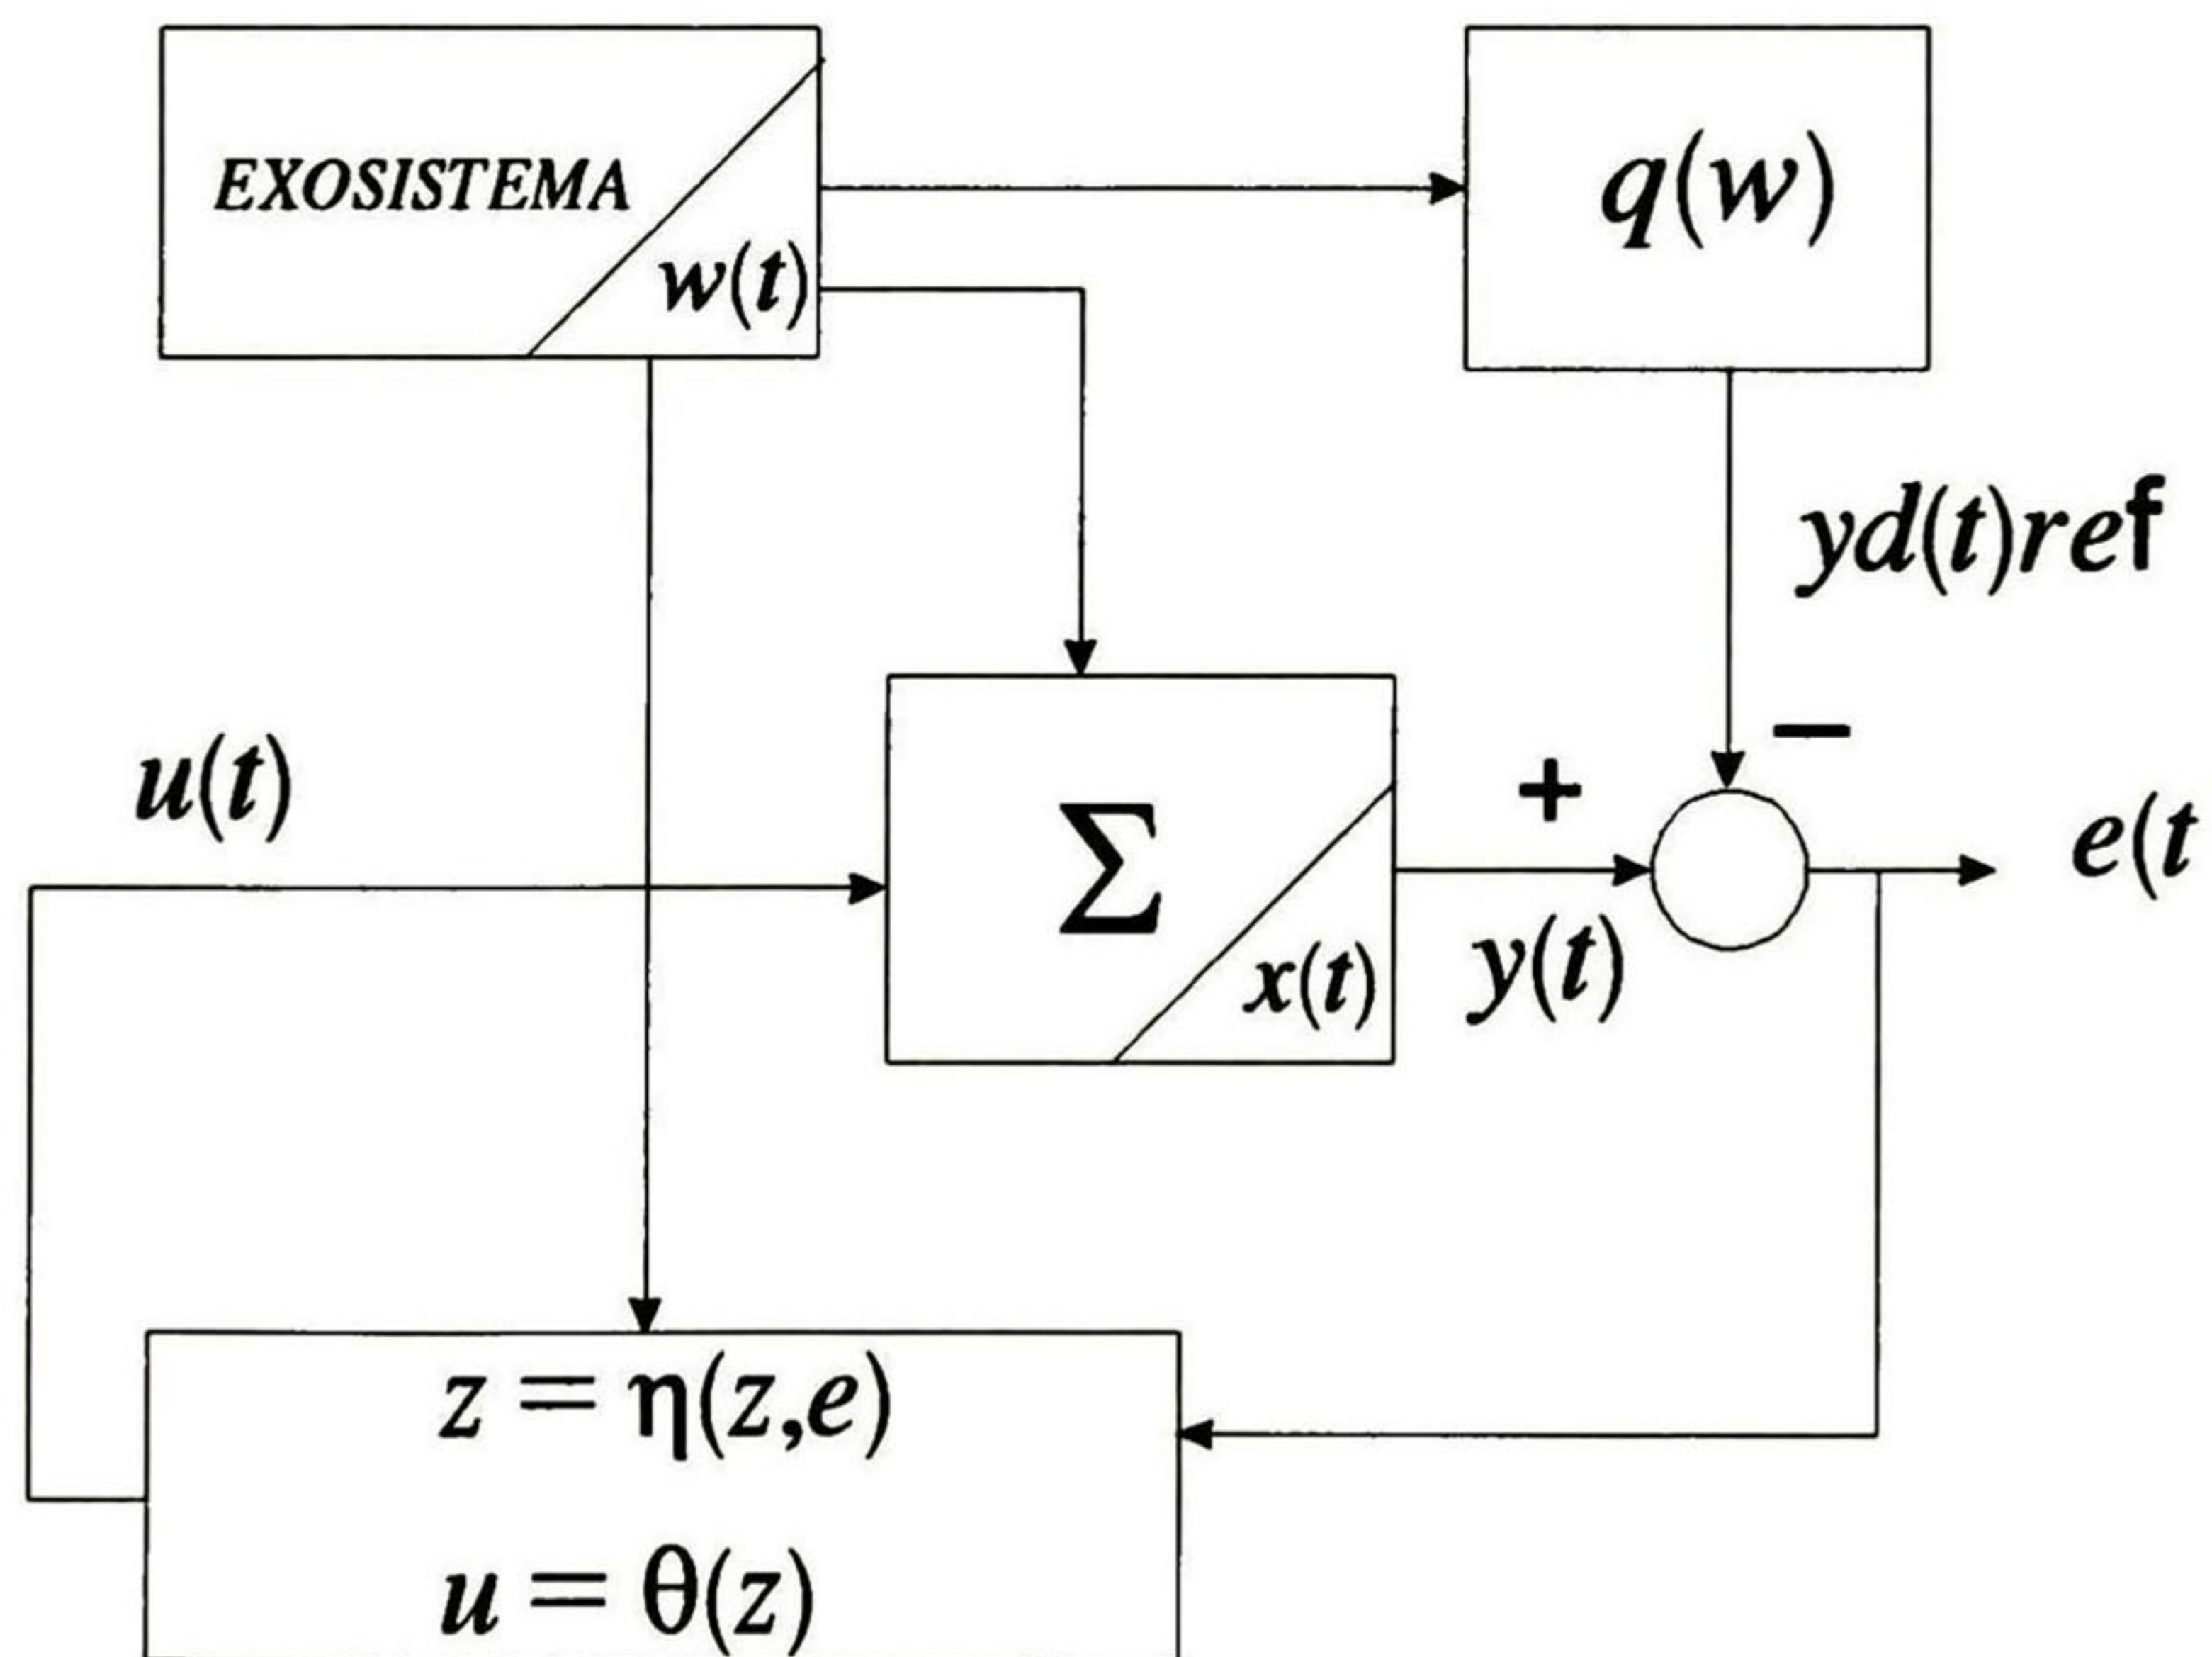 EXOSISTEMA
w(t)
q(w)
yd(t)ref
u(t)
Σ
x(t)
+
−
y(t)
e(t
z = η(z,e)
u = θ(z)